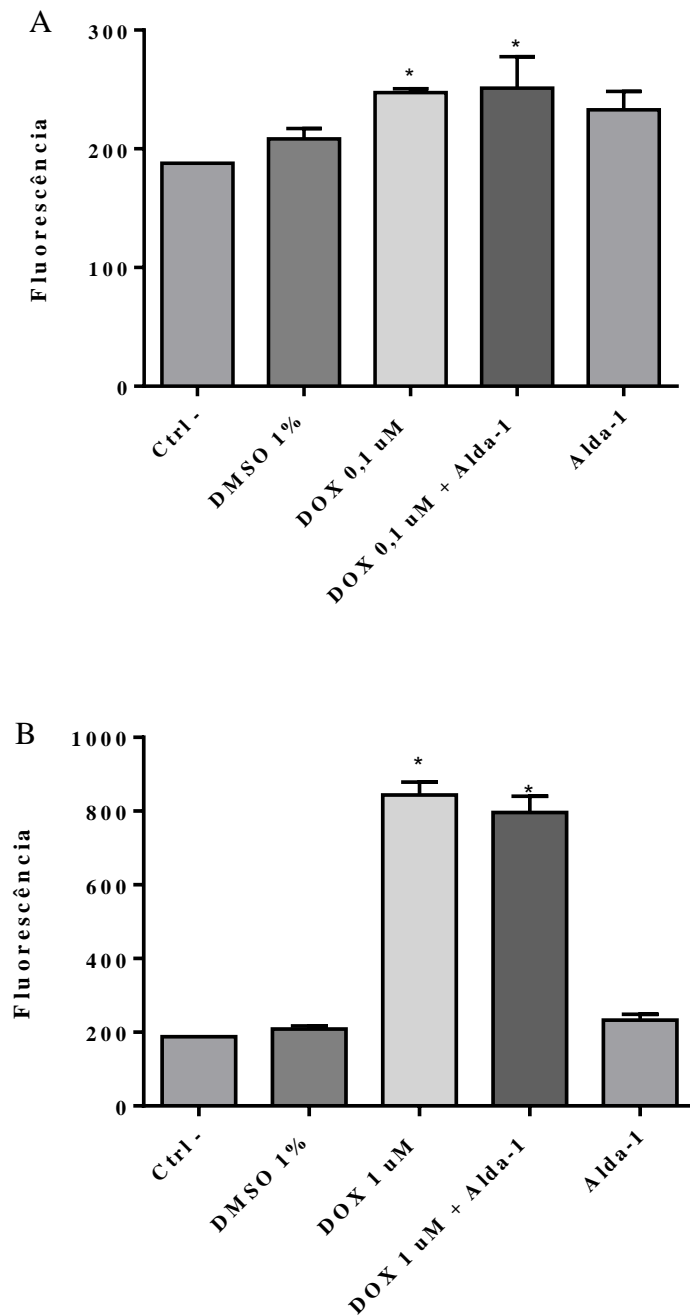 A
300
200
100
0
Fluorescência
*
*
Ctrl-
DMSO 1%
DOX 0,1 uM
DOX 0,1 uM + Alda-1
Alda-1
B
1000
800
600
400
200
0
Fluorescência
*
*
Ctrl-
DMSO 1%
DOX 1 uM
DOX 1 uM + Alda-1
Alda-1